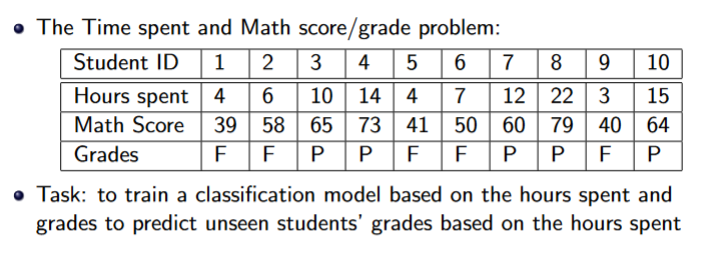 • The Time spent and Math score/grade problem:
Student ID 1 2 3 4 5 6 7 8 9 10
Hours spent 4 6 10 14 4 7 12 22 3 15
Math Score 39 58 65 73 41 50 60 79 40 64
Grades F F P P F F P P F P
• Task: to train a classification model based on the hours spent and
grades to predict unseen students' grades based on the hours spent